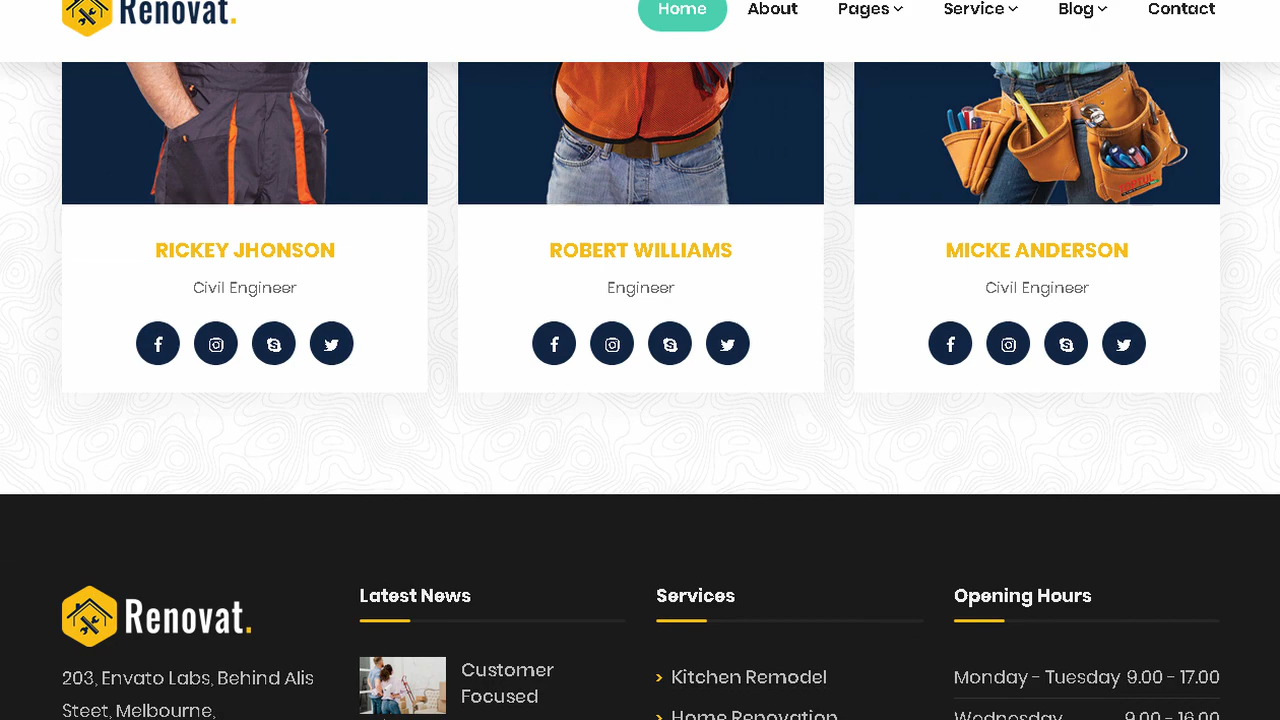 Renovat.
Home About Pages Service Blog Contact
RICKEY JHONSON
Civil Engineer
ROBERT WILLIAMS
Engineer
MICKE ANDERSON
Civil Engineer
Renovat.
203, Envato Labs, Behind Alis
Steet, Melbourne,
Latest News
Customer
Focused
Services
Kitchen Remodel
Home Renovation
Opening Hours
Monday - Tuesday 9.00 - 17.00
Wednesday 9.00 - 16.00